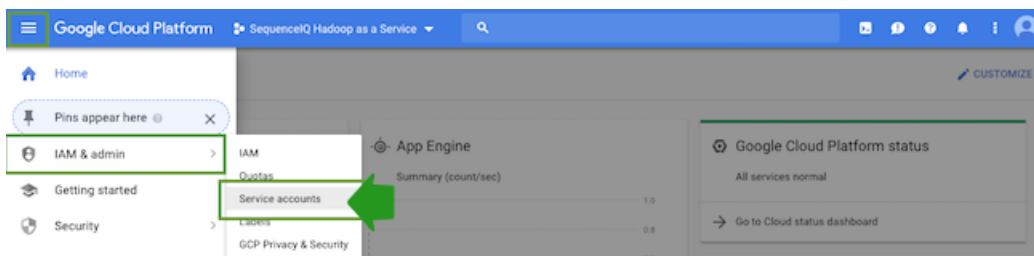 Google Cloud Platform SequenceIQ Hadoop as a Service
Home
CUSTOMIZE
Pins appear here
IAM & admin
IAM
Quotas
Service accounts
Labels
GCP Privacy & Security
Getting started
Security
App Engine
Summary (count/sec)
1.0
0.8
Google Cloud Platform status
All services normal
Go to Cloud status dashboard